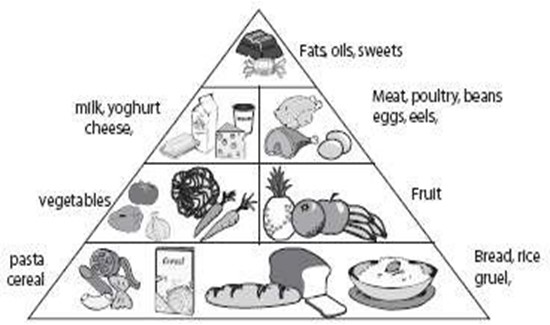 Fats, oils, sweets
milk, yoghurt
cheese,
Meat, poultry, beans
eggs, eels,
vegetables
Fruit
pasta
cereal
Cereal
Bread, rice
gruel,